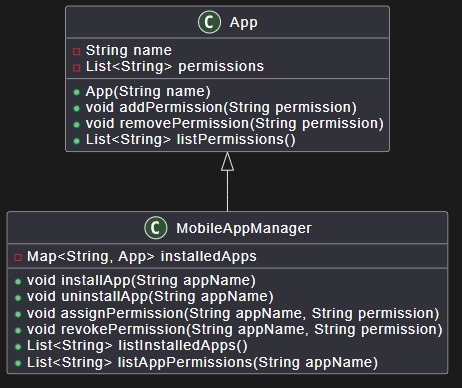 C App
String name
List<String> permissions
App(String name)
void addPermission(String permission)
void removePermission(String permission)
List<String> listPermissions()
C MobileAppManager
Map<String, App> installedApps
void installApp(String appName)
void uninstallApp(String appName)
void assignPermission(String appName, String permission)
void revokePermission(String appName, String permission)
List<String> listInstalledApps()
List<String> listAppPermissions(String appName)